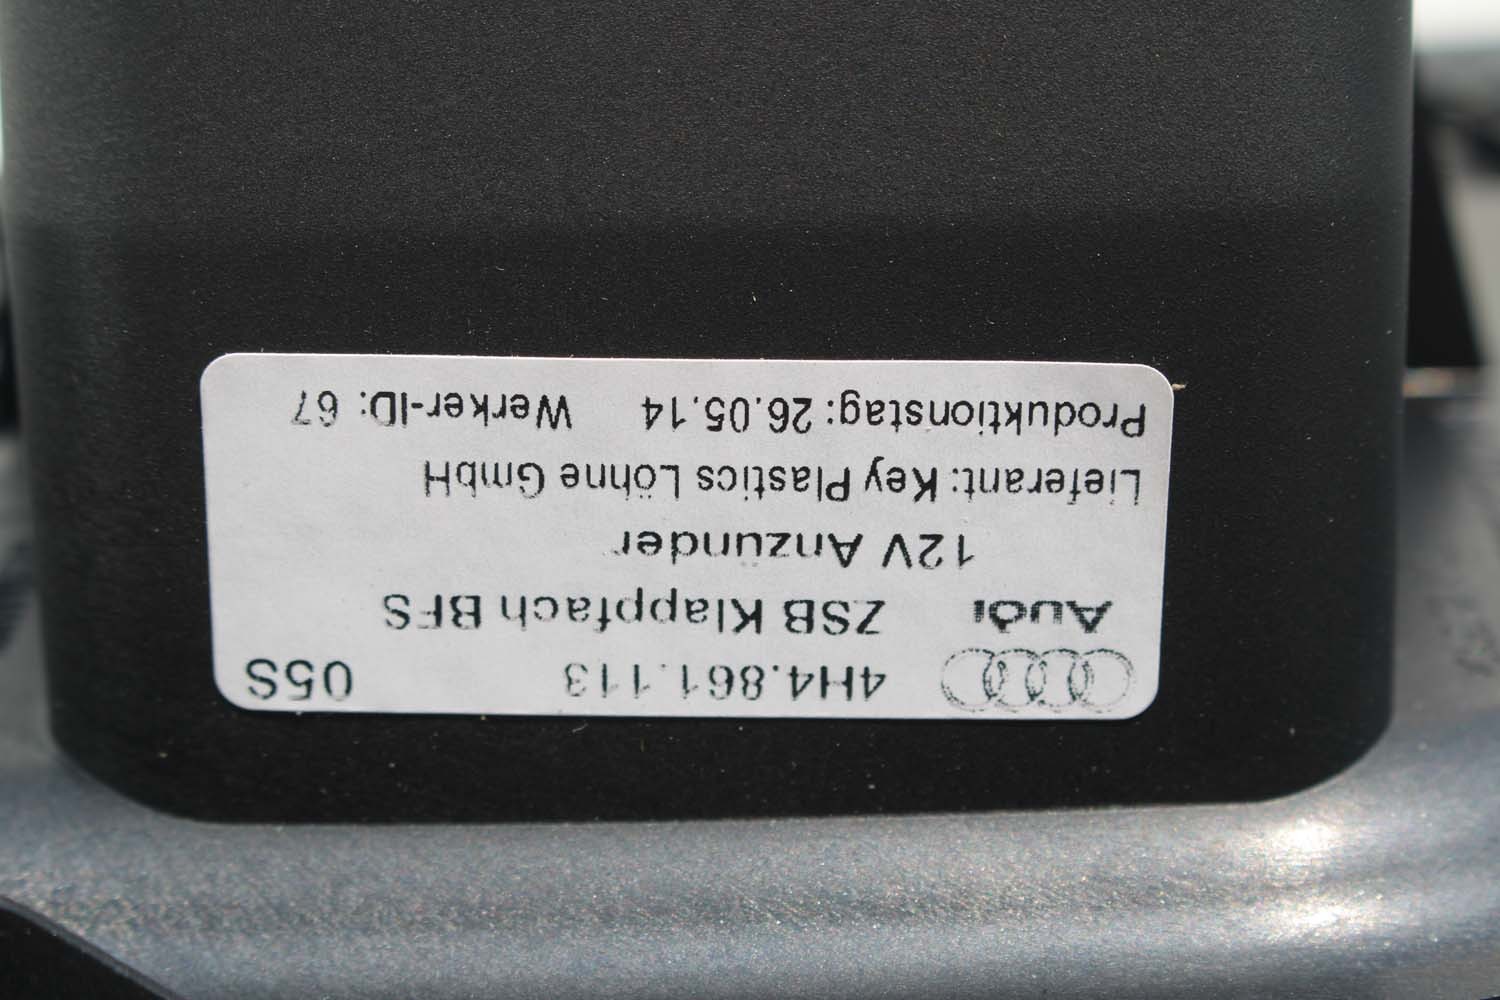 4H4.861.113 05S
Audi ZSB Klappfach BFS
12V Anzünder
Lieferant: Key Plastics Löhne GmbH
Produktionstag: 26.05.14 Werker-ID: 67